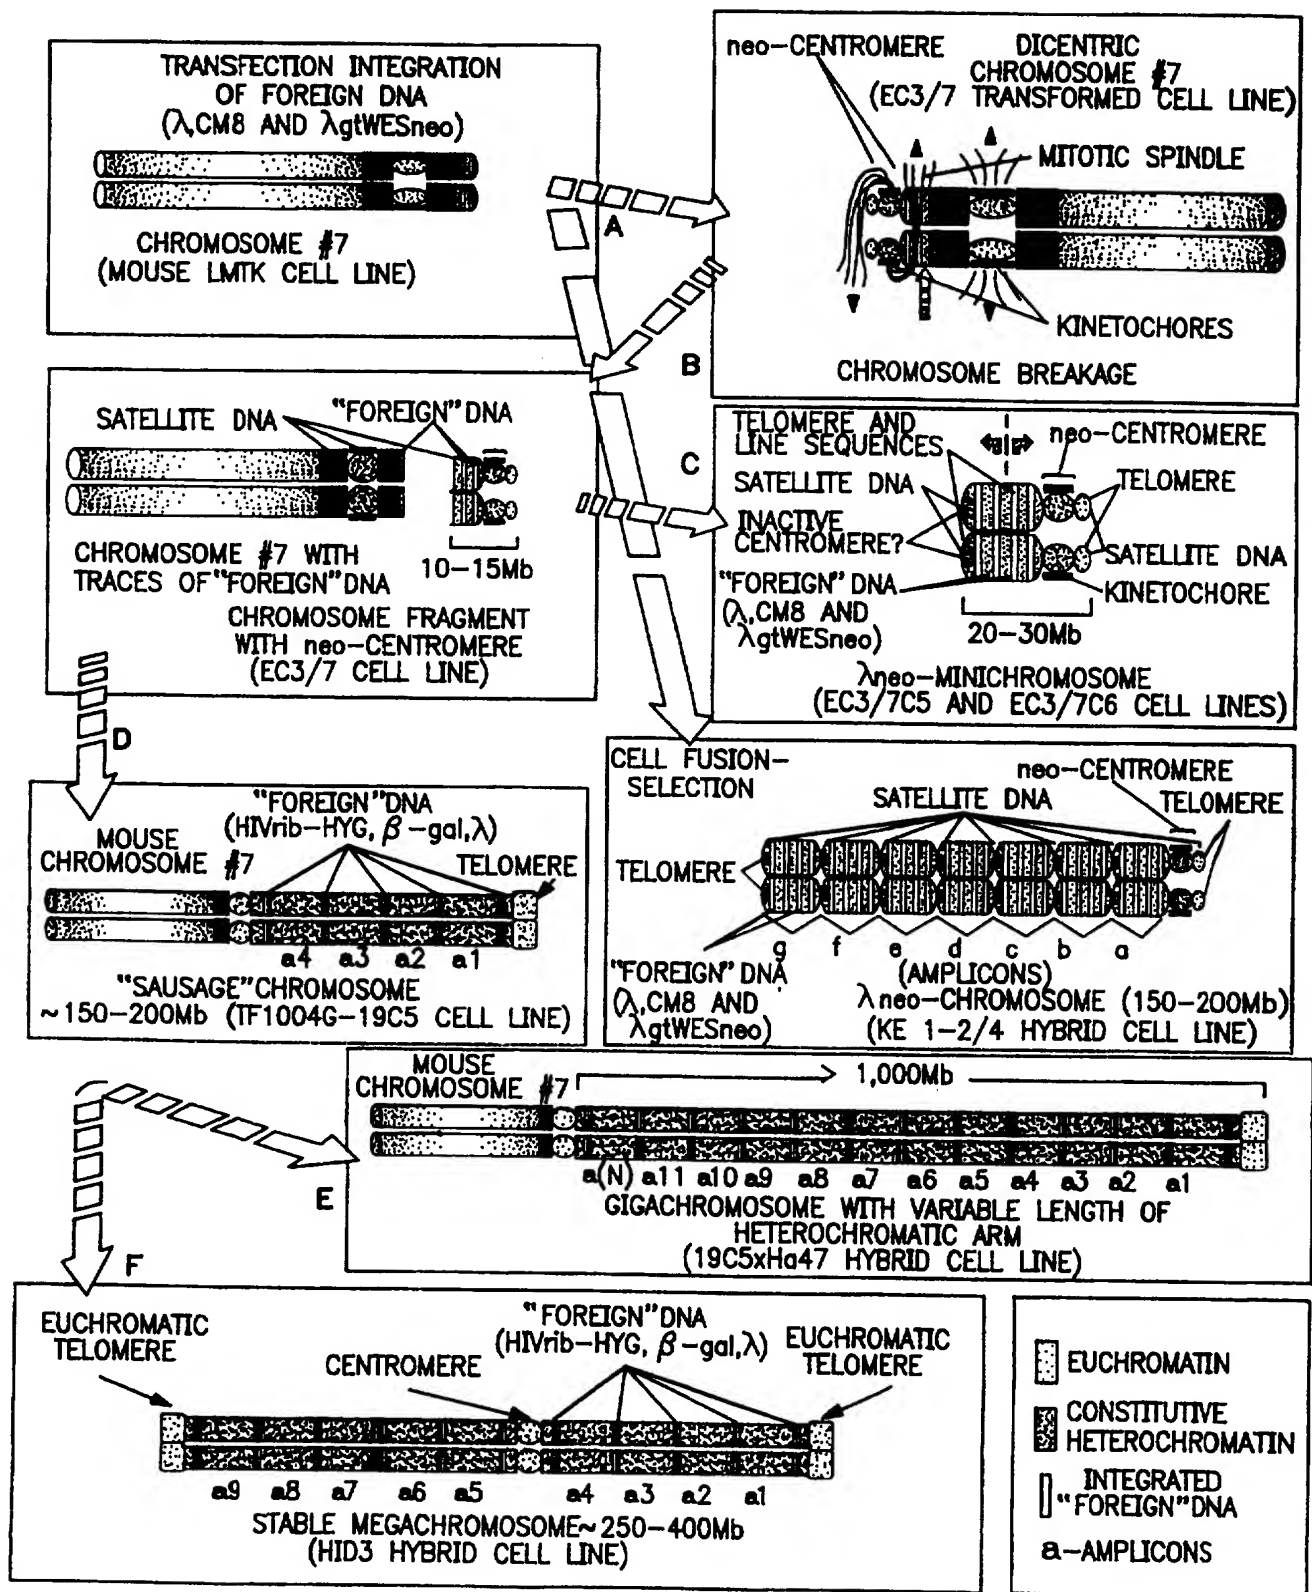 TRANSFECTION INTEGRATION
OF FOREIGN DNA
(λ,CM8 AND λgtWESneo)
CHROMOSOME #7
(MOUSE LMTK CELL LINE)
neo-CENTROMERE
DICENTRIC
CHROMOSOME #7
(EC3/7 TRANSFORMED CELL LINE)
MITOTIC SPINDLE
KINETOCHORES
CHROMOSOME BREAKAGE
A
B
SATELLITE DNA
"FOREIGN" DNA
CHROMOSOME #7 WITH
TRACES OF "FOREIGN" DNA
10-15Mb
CHROMOSOME FRAGMENT
WITH neo-CENTROMERE
(EC3/7 CELL LINE)
C
TELOMERE AND
LINE SEQUENCES
neo-CENTROMERE
SATELLITE DNA
TELOMERE
INACTIVE
CENTROMERE?
SATELLITE DNA
"FOREIGN" DNA
(λ,CM8 AND
λgtWESneo)
KINETOCHORE
20-30Mb
λneo-MINICHROMOSOME
(EC3/7C5 AND EC3/7C6 CELL LINES)
D
CELL FUSION-
SELECTION
neo-CENTROMERE
SATELLITE DNA
TELOMERE
TELOMERE
g f e d c b a
"FOREIGN" DNA
(λ,CM8 AND
λgtWESneo)
(AMPLICONS)
λneo-CHROMOSOME (150-200Mb)
(KE 1-2/4 HYBRID CELL LINE)
"FOREIGN" DNA
(HIVrib-HYG, β-gal,λ)
MOUSE
CHROMOSOME #7
TELOMERE
a4 a3 a2 a1
"SAUSAGE" CHROMOSOME
~150-200Mb (TF1004G-19C5 CELL LINE)
MOUSE
CHROMOSOME #7
1,000Mb
a(N) a11 a10 a9 a8 a7 a6 a5 a4 a3 a2 a1
GIGACHROMOSOME WITH VARIABLE LENGTH OF
HETEROCHROMATIC ARM
(19C5xHa47 HYBRID CELL LINE)
E
F
EUCHROMATIC
TELOMERE
CENTROMERE
"FOREIGN" DNA
(HIVrib-HYG, β-gal,λ)
EUCHROMATIC
TELOMERE
a9 a8 a7 a6 a5 a4 a3 a2 a1
STABLE MEGACHROMOSOME~250-400Mb
(HID3 HYBRID CELL LINE)
EUCHROMATIN
CONSTITUTIVE
HETEROCHROMATIN
INTEGRATED
"FOREIGN" DNA
a-AMPLICONS